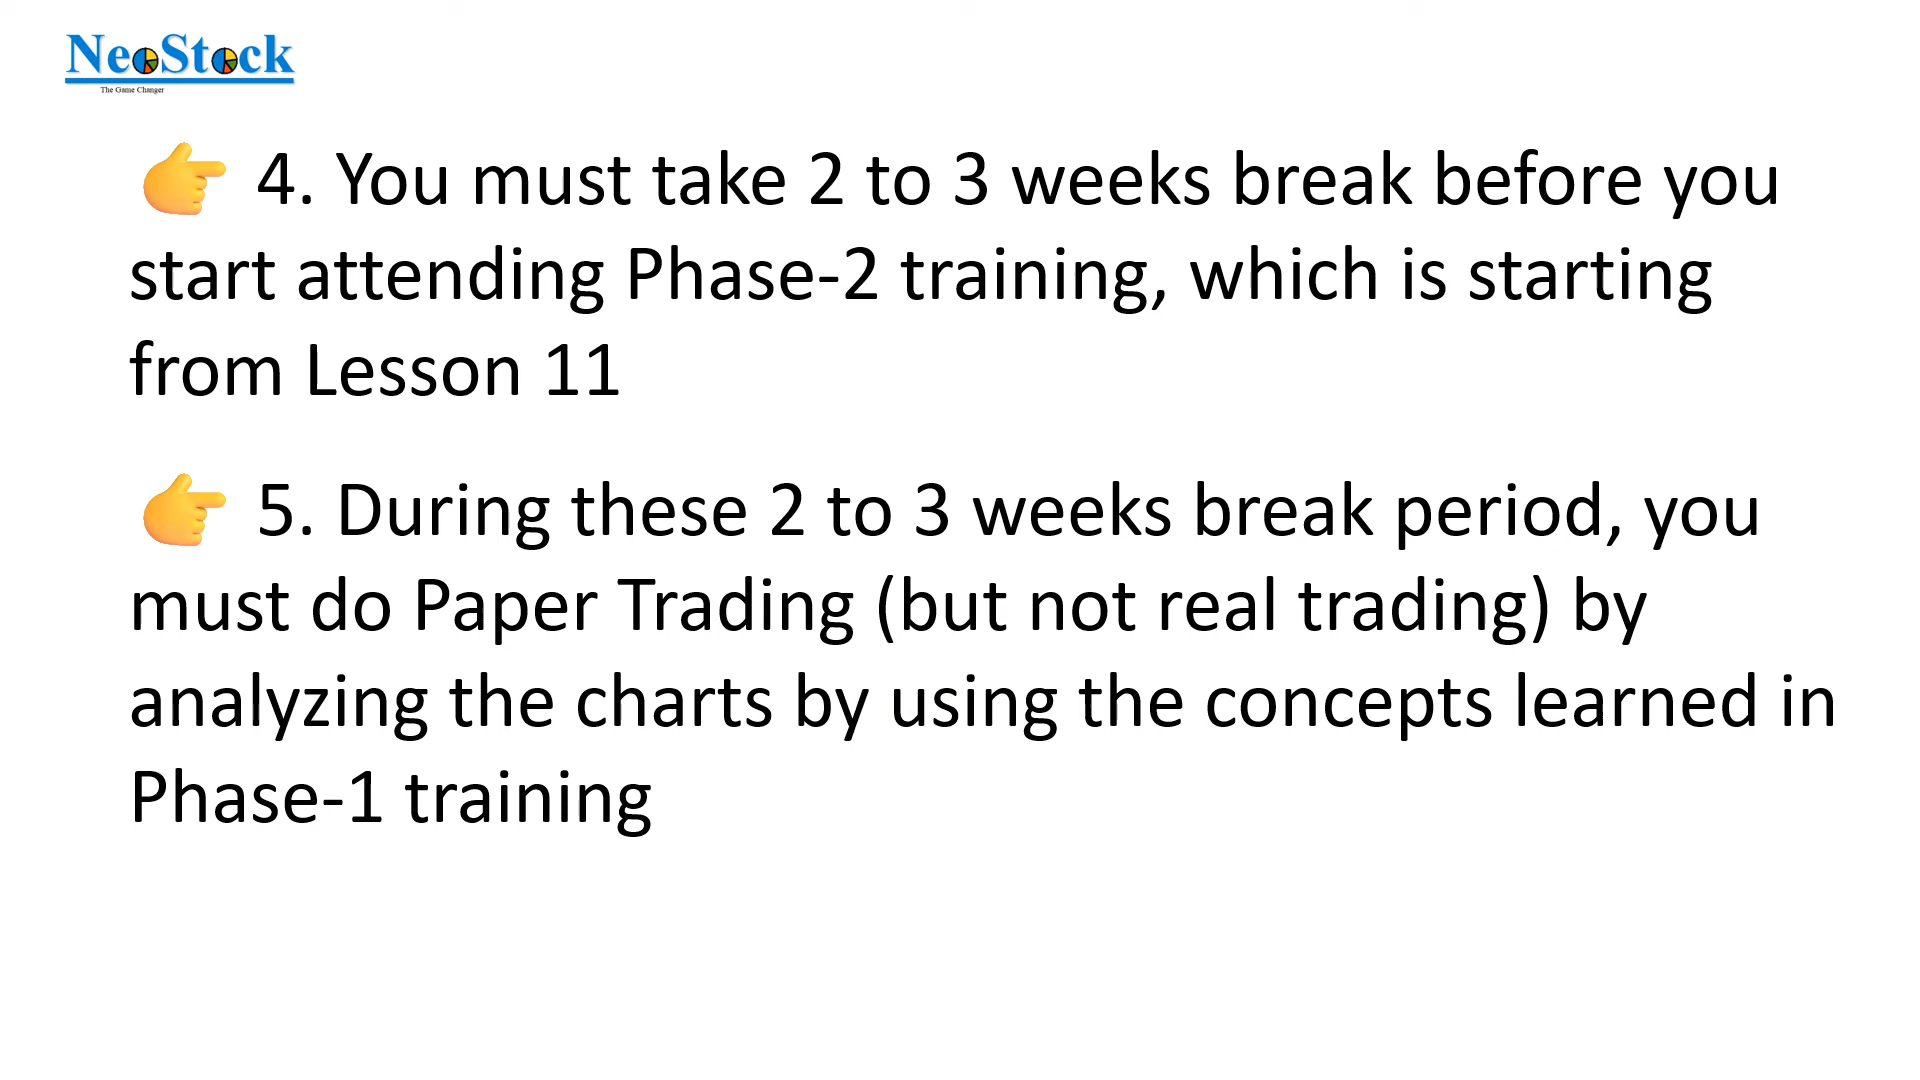 NeoStock
The Game Changer
👉 4. You must take 2 to 3 weeks break before you
start attending Phase-2 training, which is starting
from Lesson 11
👉 5. During these 2 to 3 weeks break period, you
must do Paper Trading (but not real trading) by
analyzing the charts by using the concepts learned in
Phase-1 training